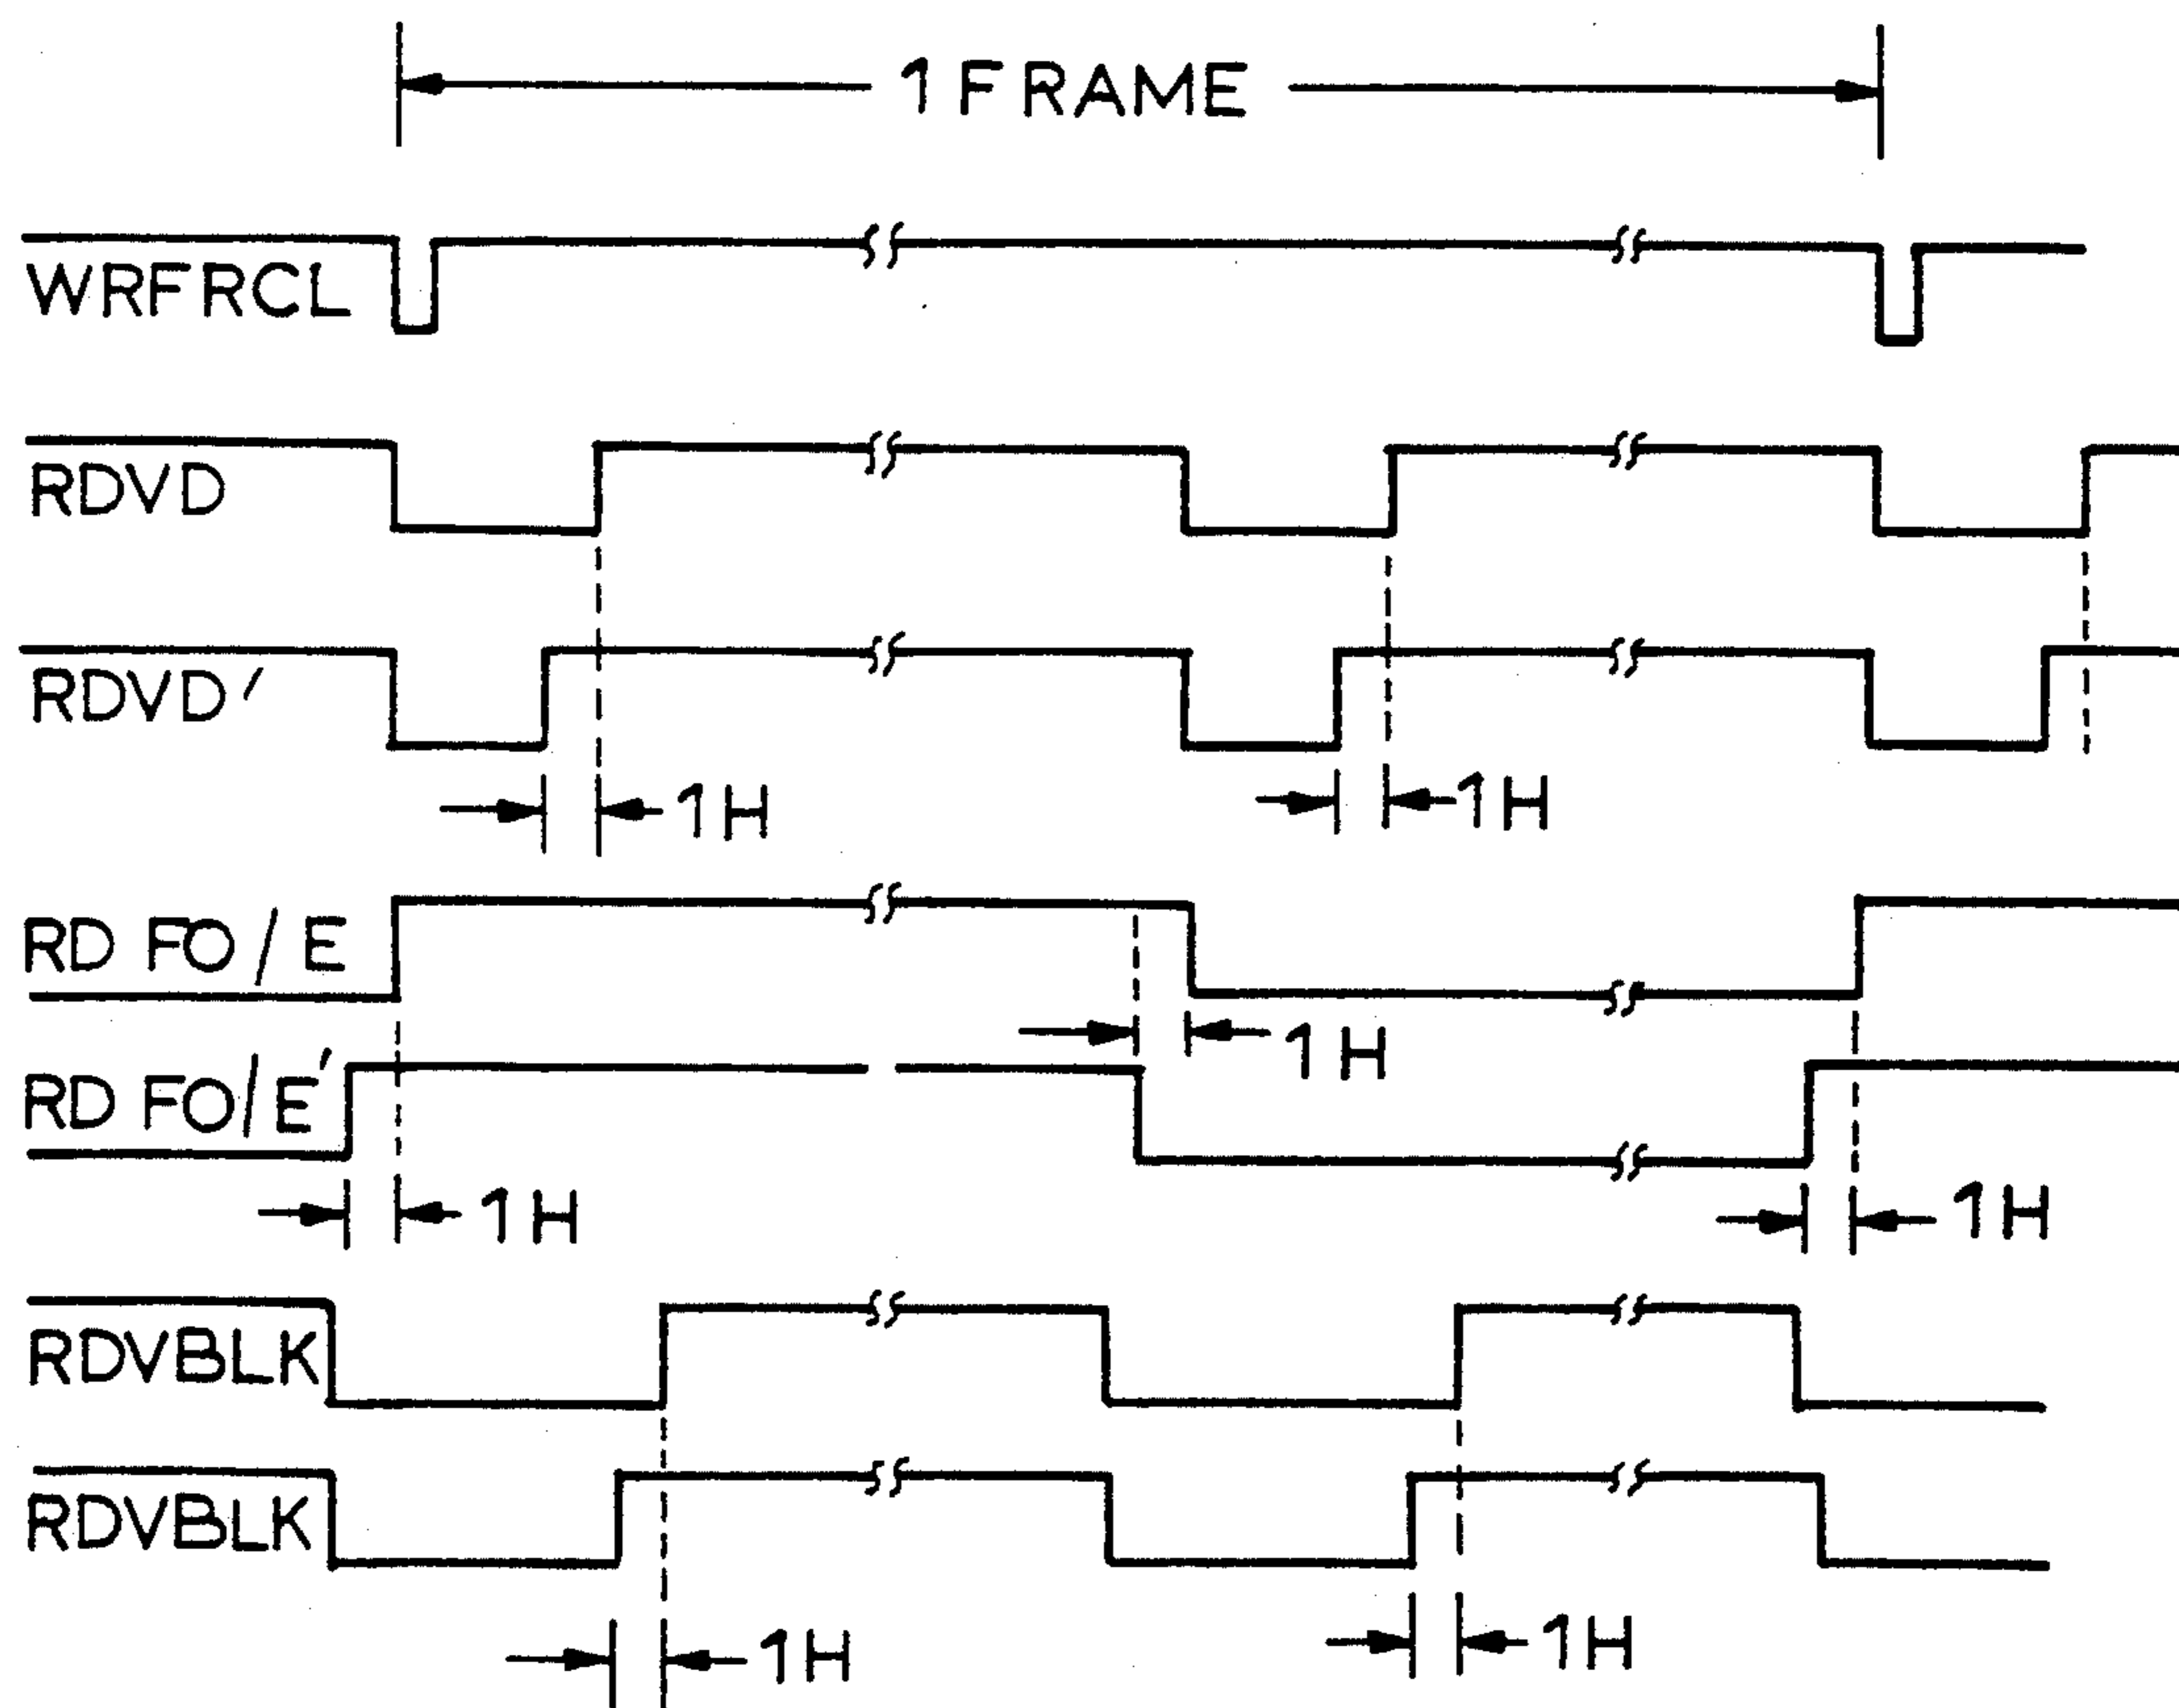 1 FRAME
WRFRCL
RDVD
RDVD'
1H
1H
RD FO/E
1H
RD FO/E'
1H
1H
RDVBLK
RDVBLK
1H
1H